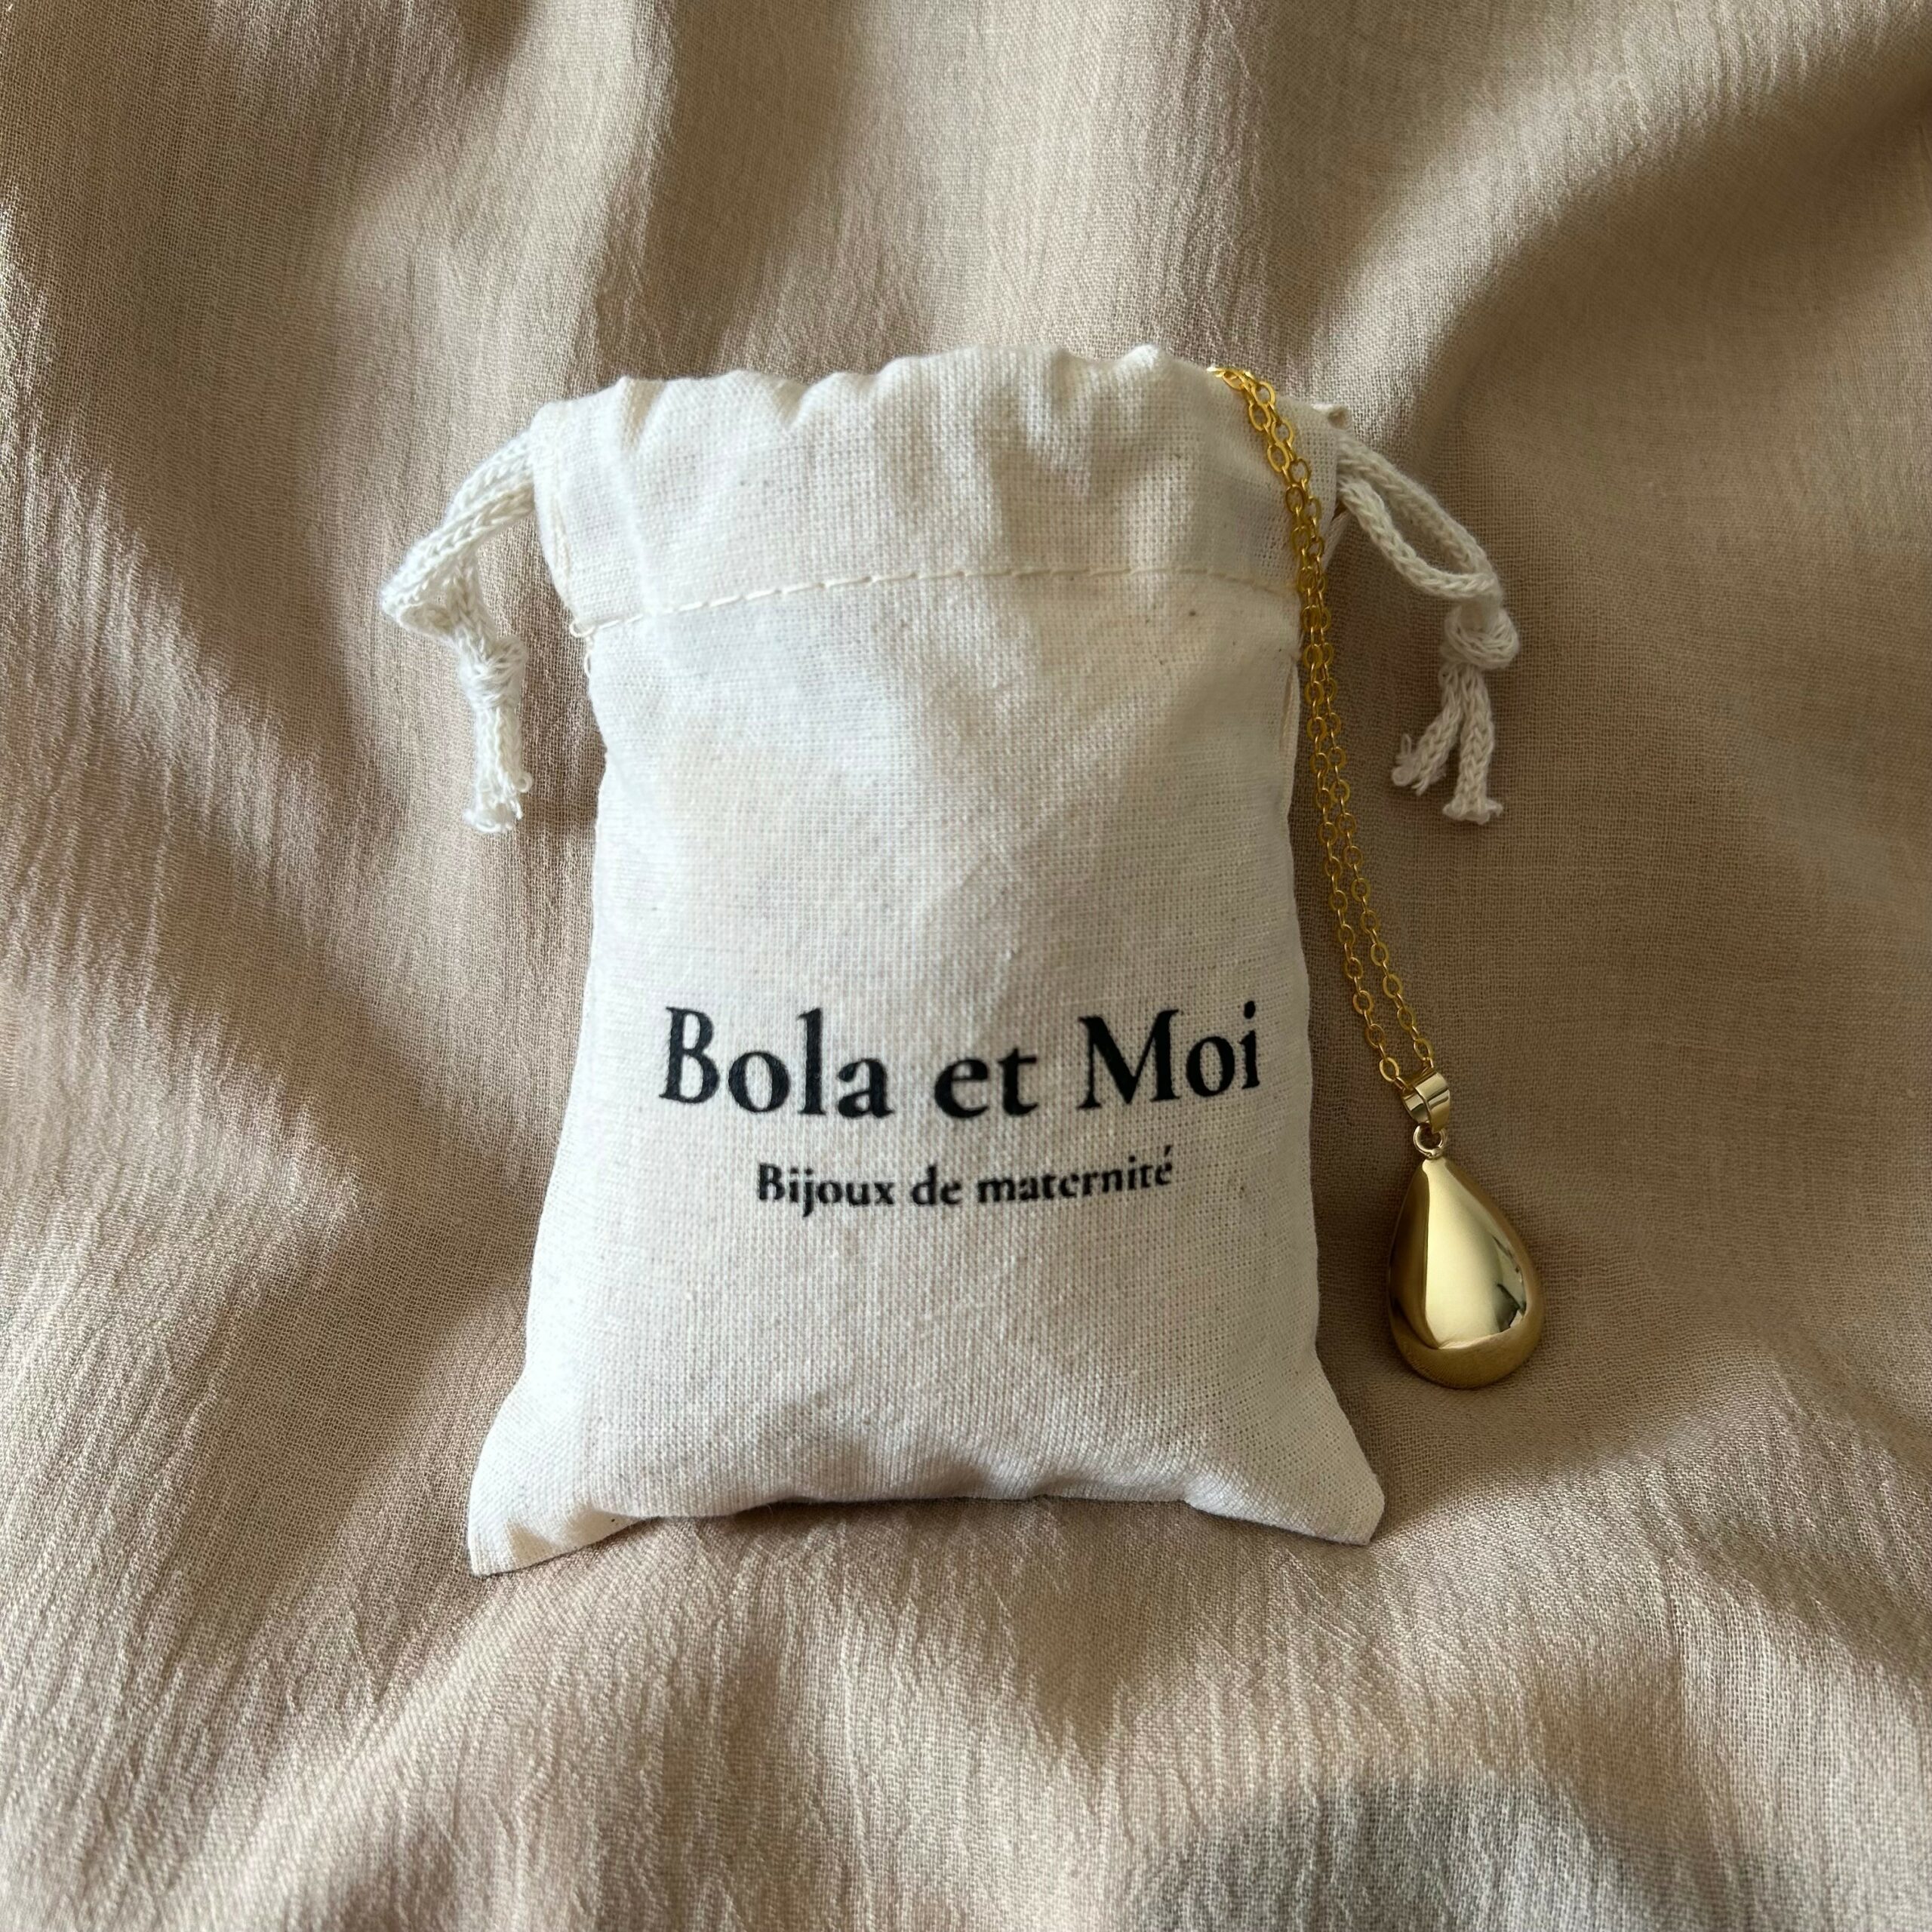 Bola et Moi
Bijoux de maternité